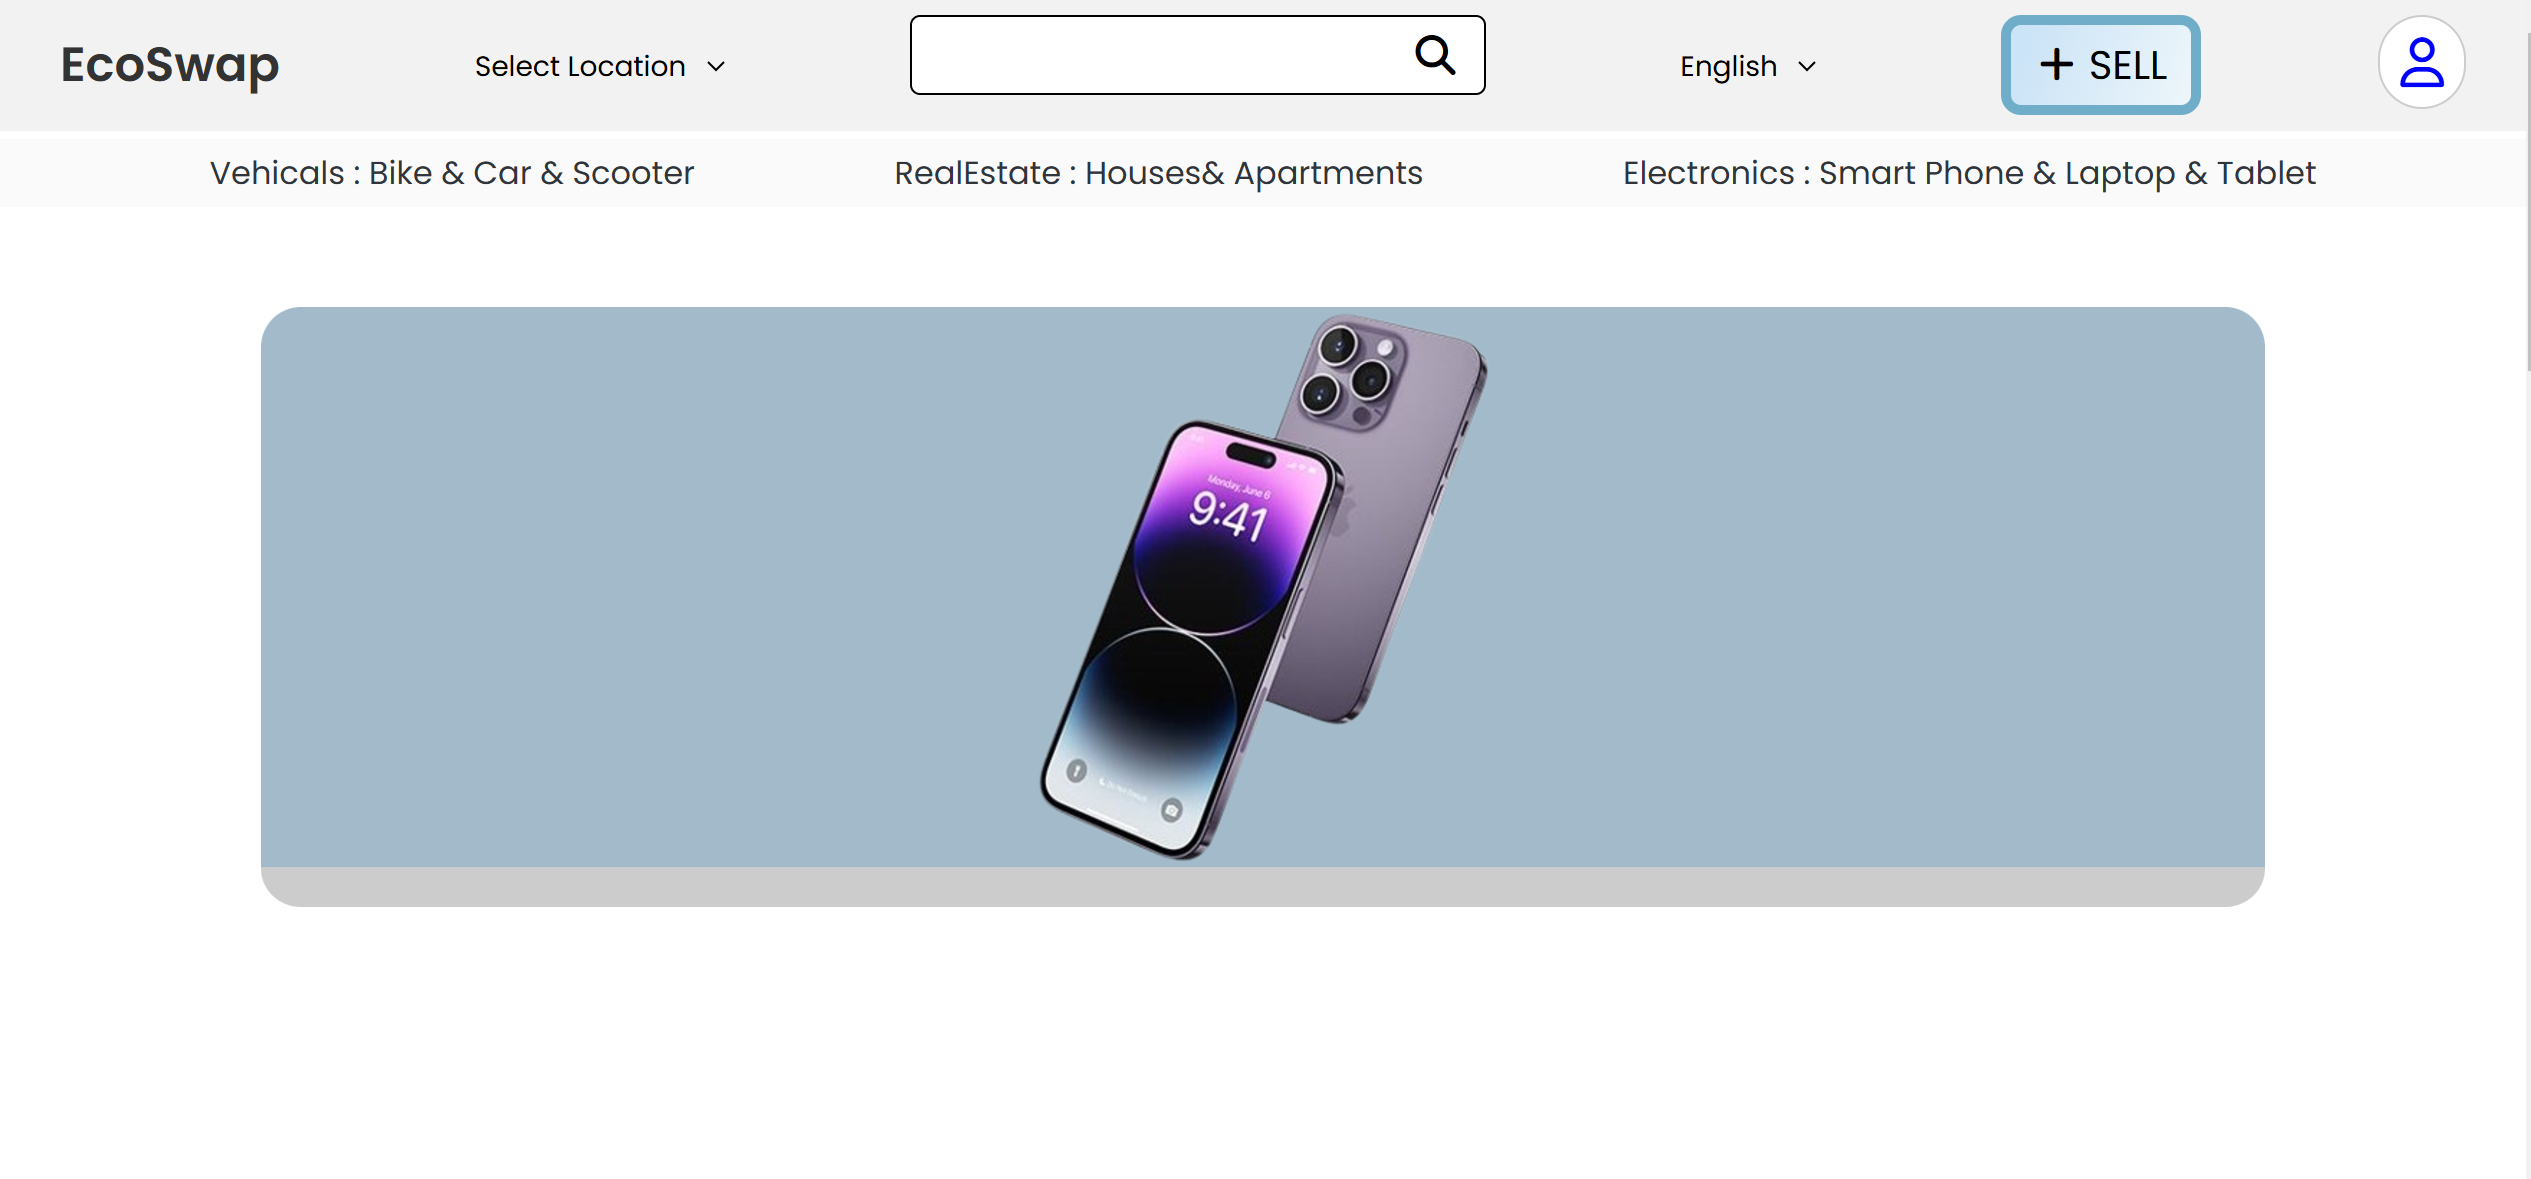 EcoSwap
Select Location
English
+ SELL
Vehicals : Bike & Car & Scooter
RealEstate : Houses& Apartments
Electronics : Smart Phone & Laptop & Tablet
Monday, June 6
9:41